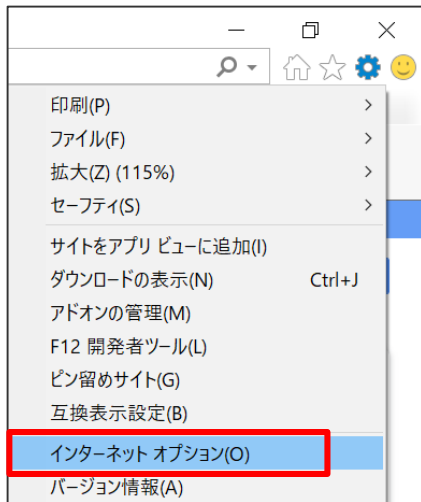 印刷(P)
ファイル(F)
拡大(Z) (115%)
セーフティ(S)
サイトをアプリ ビューに追加(I)
ダウンロードの表示(N) Ctrl+J
アドオンの管理(M)
F12 開発者ツール(L)
ピン留めサイト(G)
互換表示設定(B)
インターネット オプション(O)
バージョン情報(A)